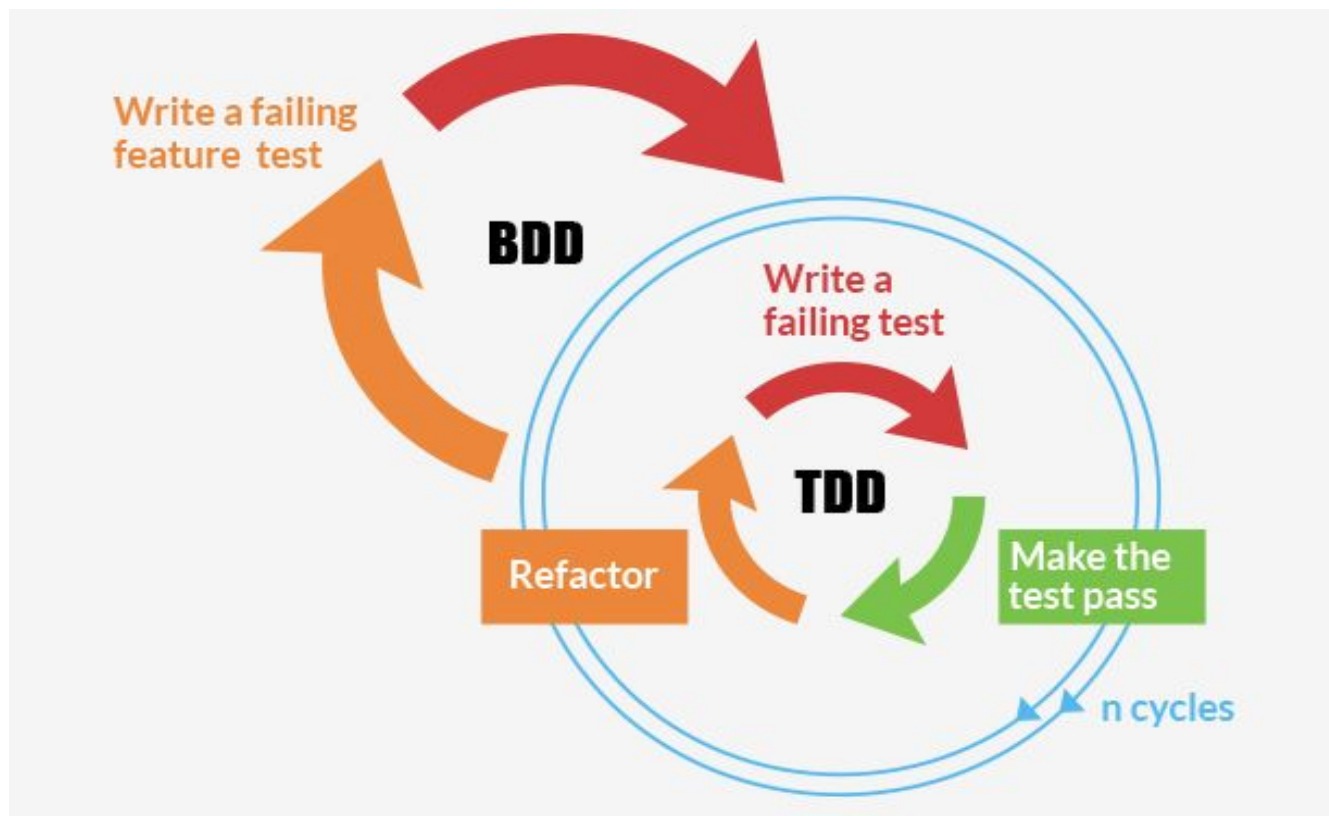 Write a failing
feature test
BDD
Write a
failing test
TDD
Refactor
Make the
test pass
n cycles